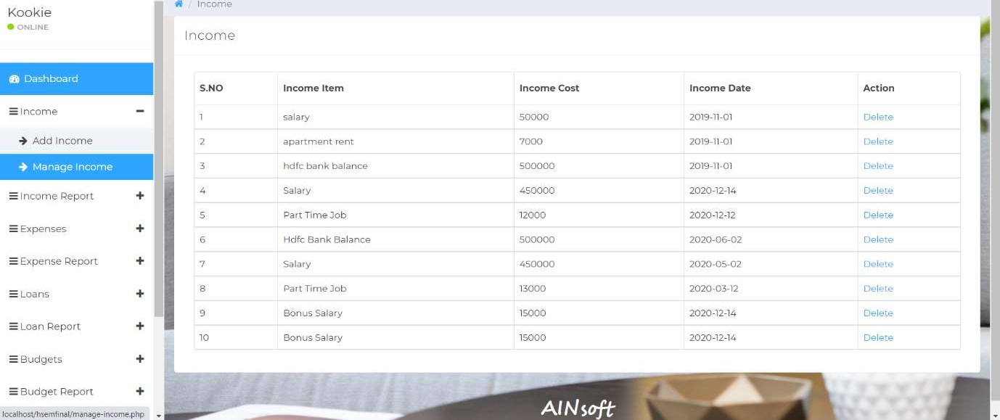 Kookie
ONLINE
Dashboard
Income
Add Income
Manage Income
Income Report
Expenses
Expense Report
Loans
Loan Report
Budgets
Budget Report
localhost/hsemfinal/manage-income.php
/ Income
Income
S.NO Income Item Income Cost Income Date Action
1 salary 50000 2019-11-01 Delete
2 apartment rent 7000 2019-11-01 Delete
3 hdfc bank balance 500000 2019-11-01 Delete
4 Salary 450000 2020-12-14 Delete
5 Part Time Job 12000 2020-12-12 Delete
6 Hdfc Bank Balance 500000 2020-06-02 Delete
7 Salary 450000 2020-05-02 Delete
8 Part Time Job 13000 2020-03-12 Delete
9 Bonus Salary 15000 2020-12-14 Delete
10 Bonus Salary 15000 2020-12-14 Delete
AINsoft